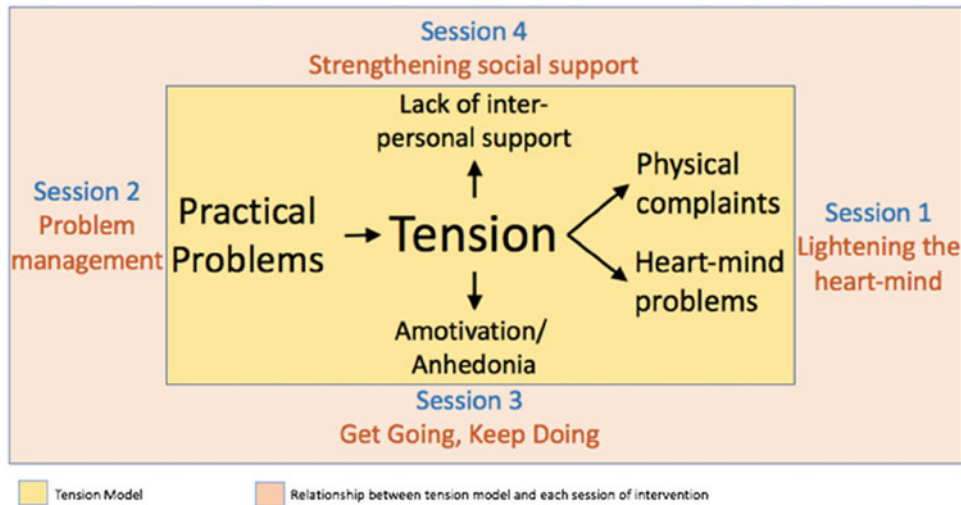 Session 4
Strengthening social support
Lack of inter-
personal support
Session 2
Problem
management
Practical
Problems
Tension
Physical
complaints
Heart-mind
problems
Session 1
Lightening the
heart-mind
Amotivation/
Anhedonia
Session 3
Get Going, Keep Doing
Tension Model
Relationship between tension model and each session of intervention